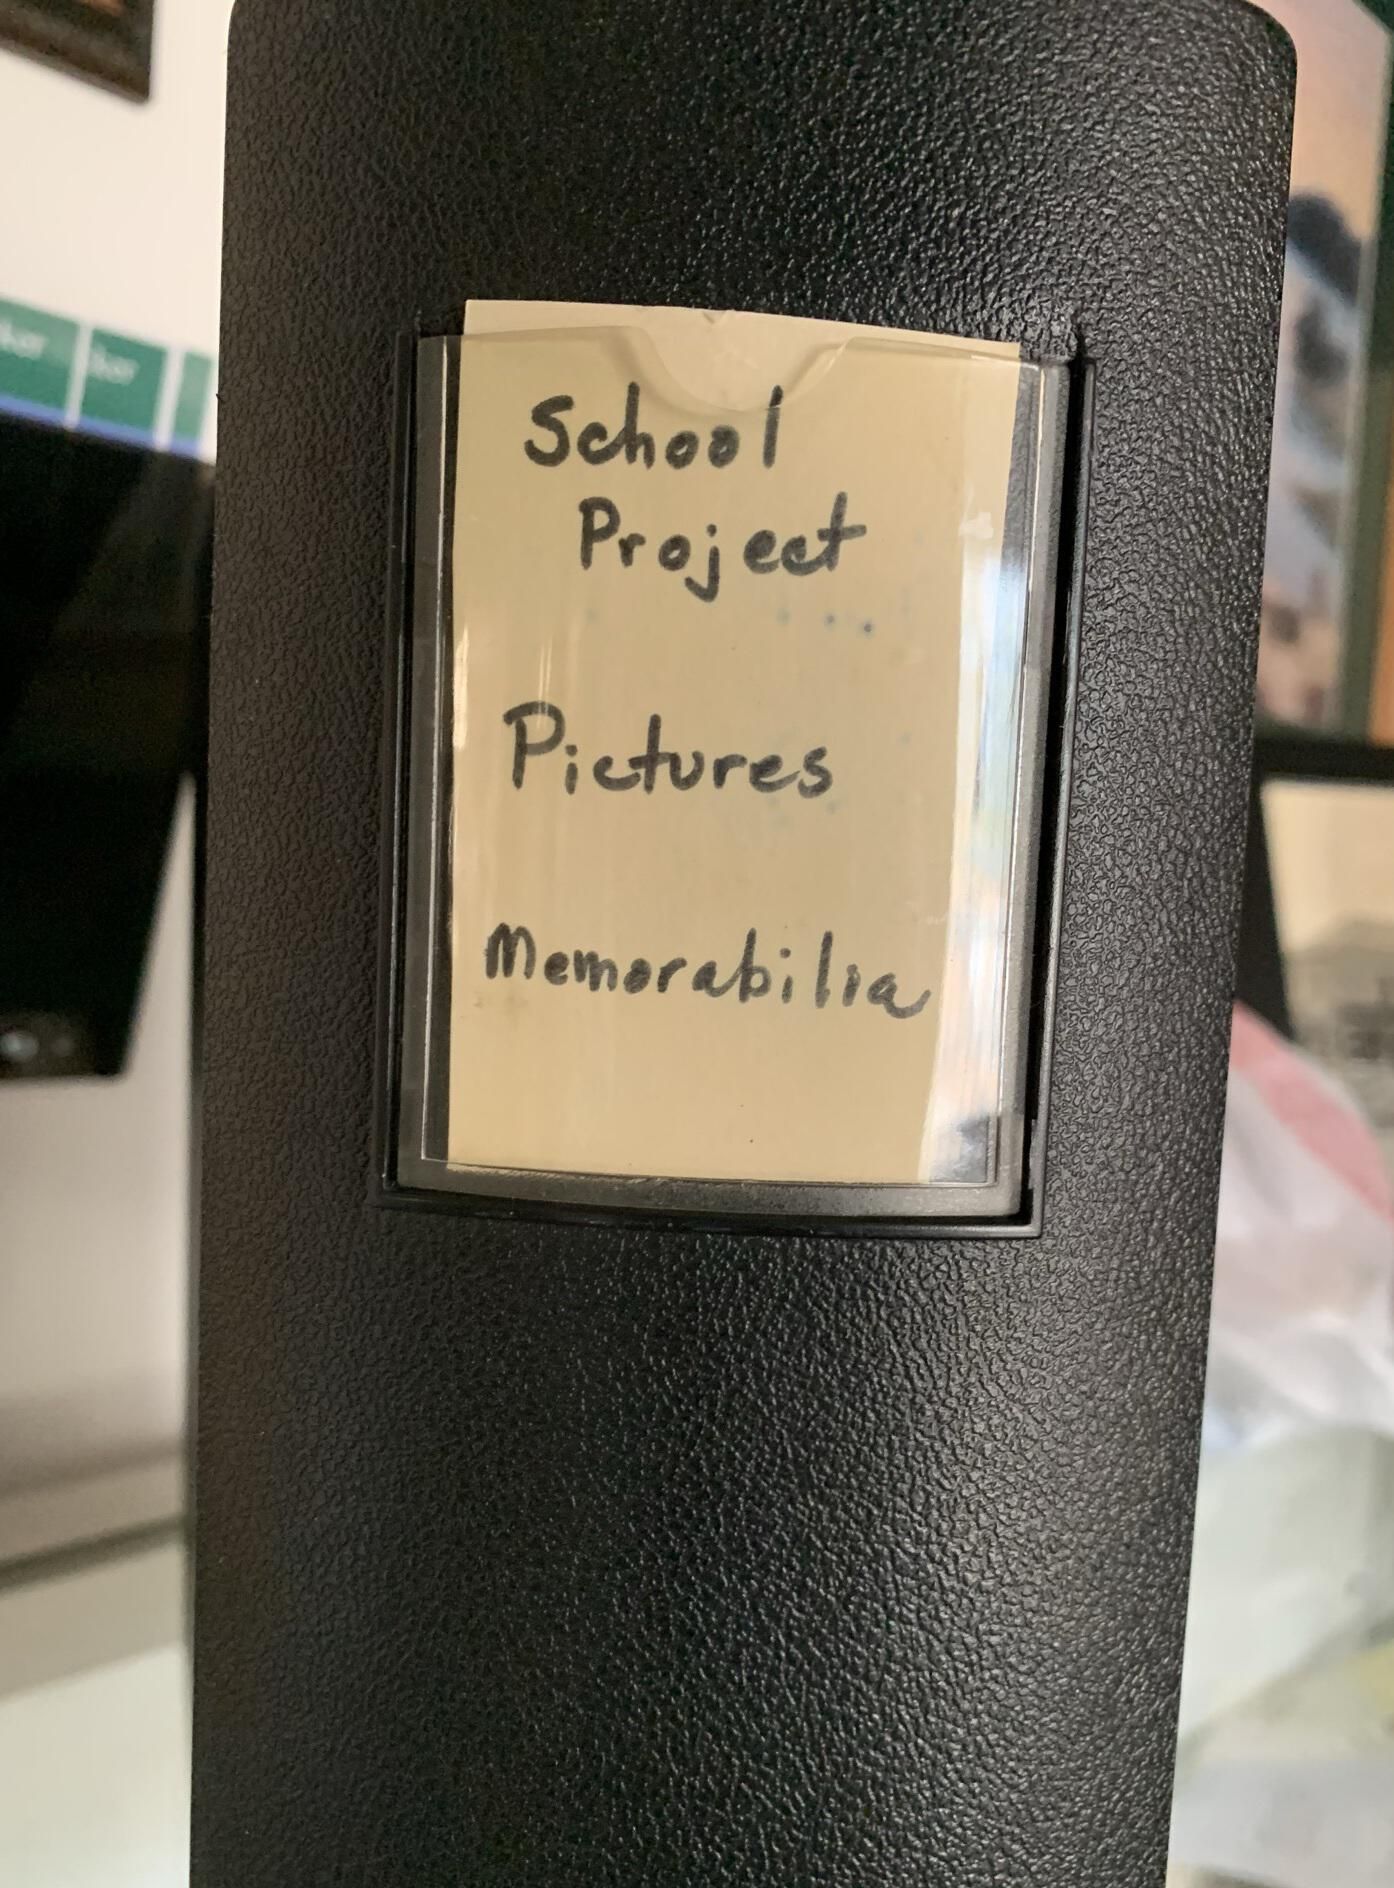 School
Project
Pictures
Memorabilia